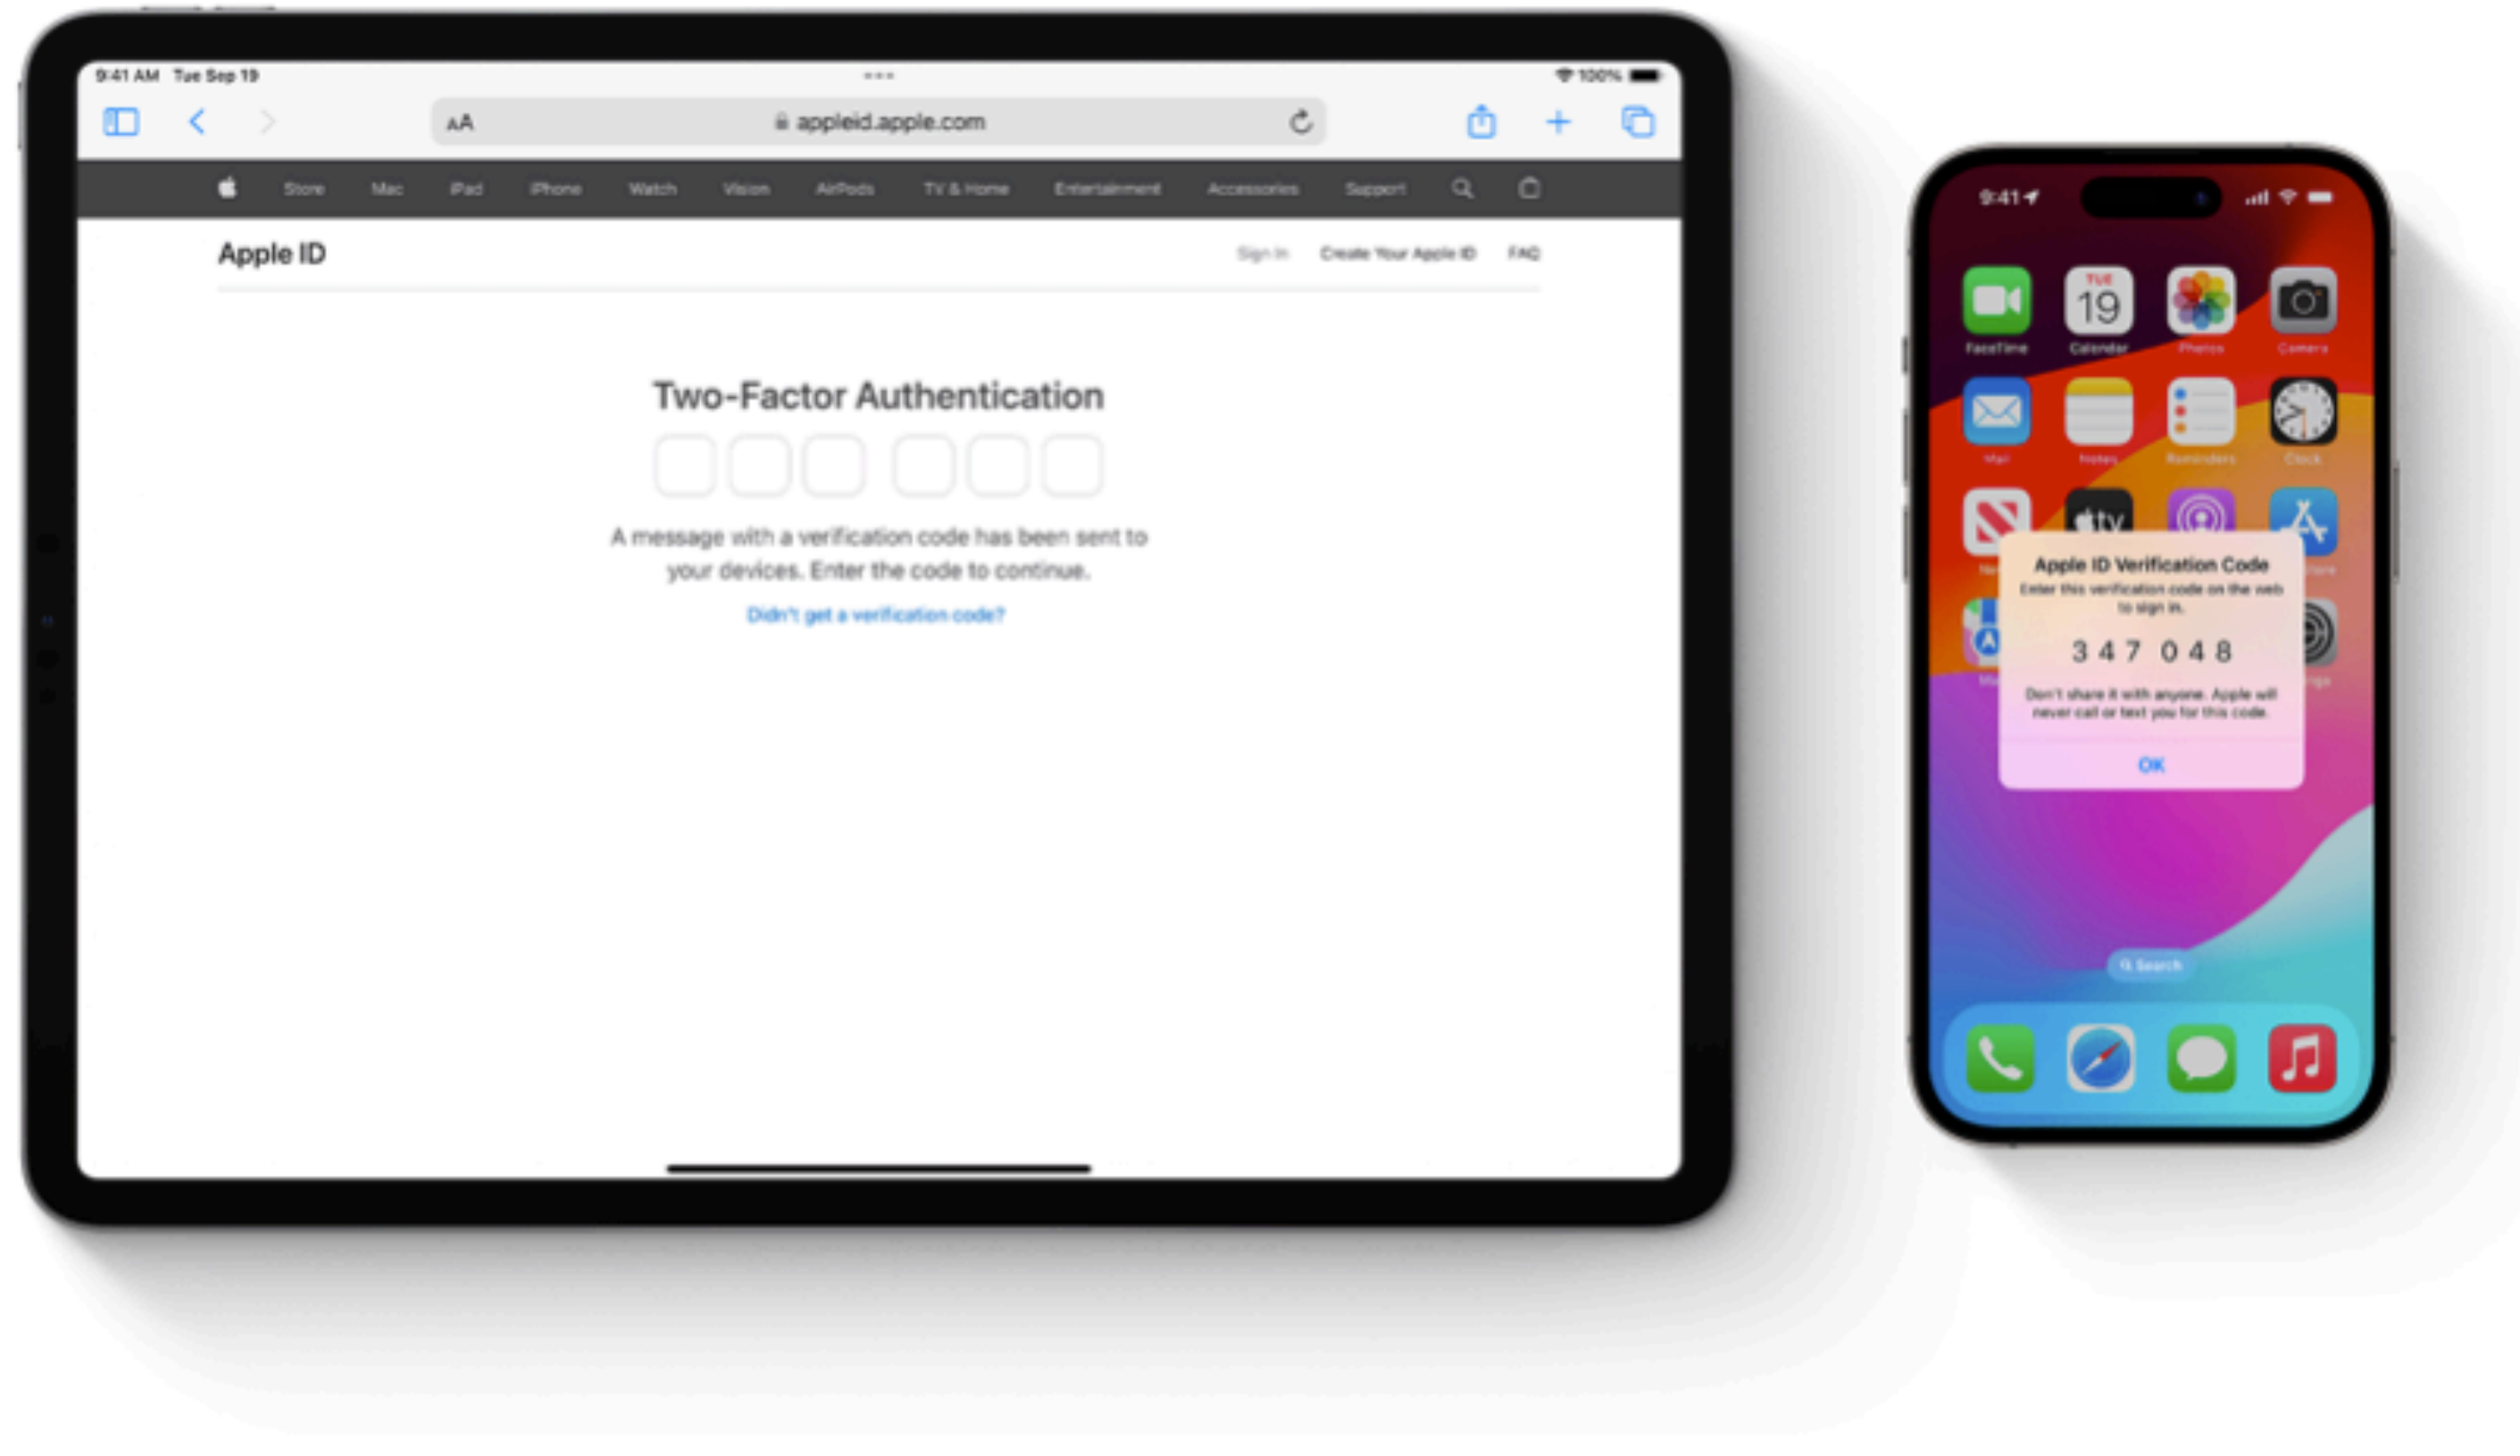 9:41 AM Tue Sep 19
100%
AA
appleid.apple.com
Store Mac iPad iPhone Watch Vision AirPods TV & Home Entertainment Accessories Support
Apple ID
Sign In Create Your Apple ID FAQ
Two-Factor Authentication
A message with a verification code has been sent to
your devices. Enter the code to continue.
Didn't get a verification code?
9:41
TUE
19
FaceTime Calendar Photos Camera
Mail Notes Reminders Clock
tv
Apple ID Verification Code
Enter this verification code on the web
to sign in.
347 048
Don't share it with anyone. Apple will
never call or text you for this code.
OK
Search